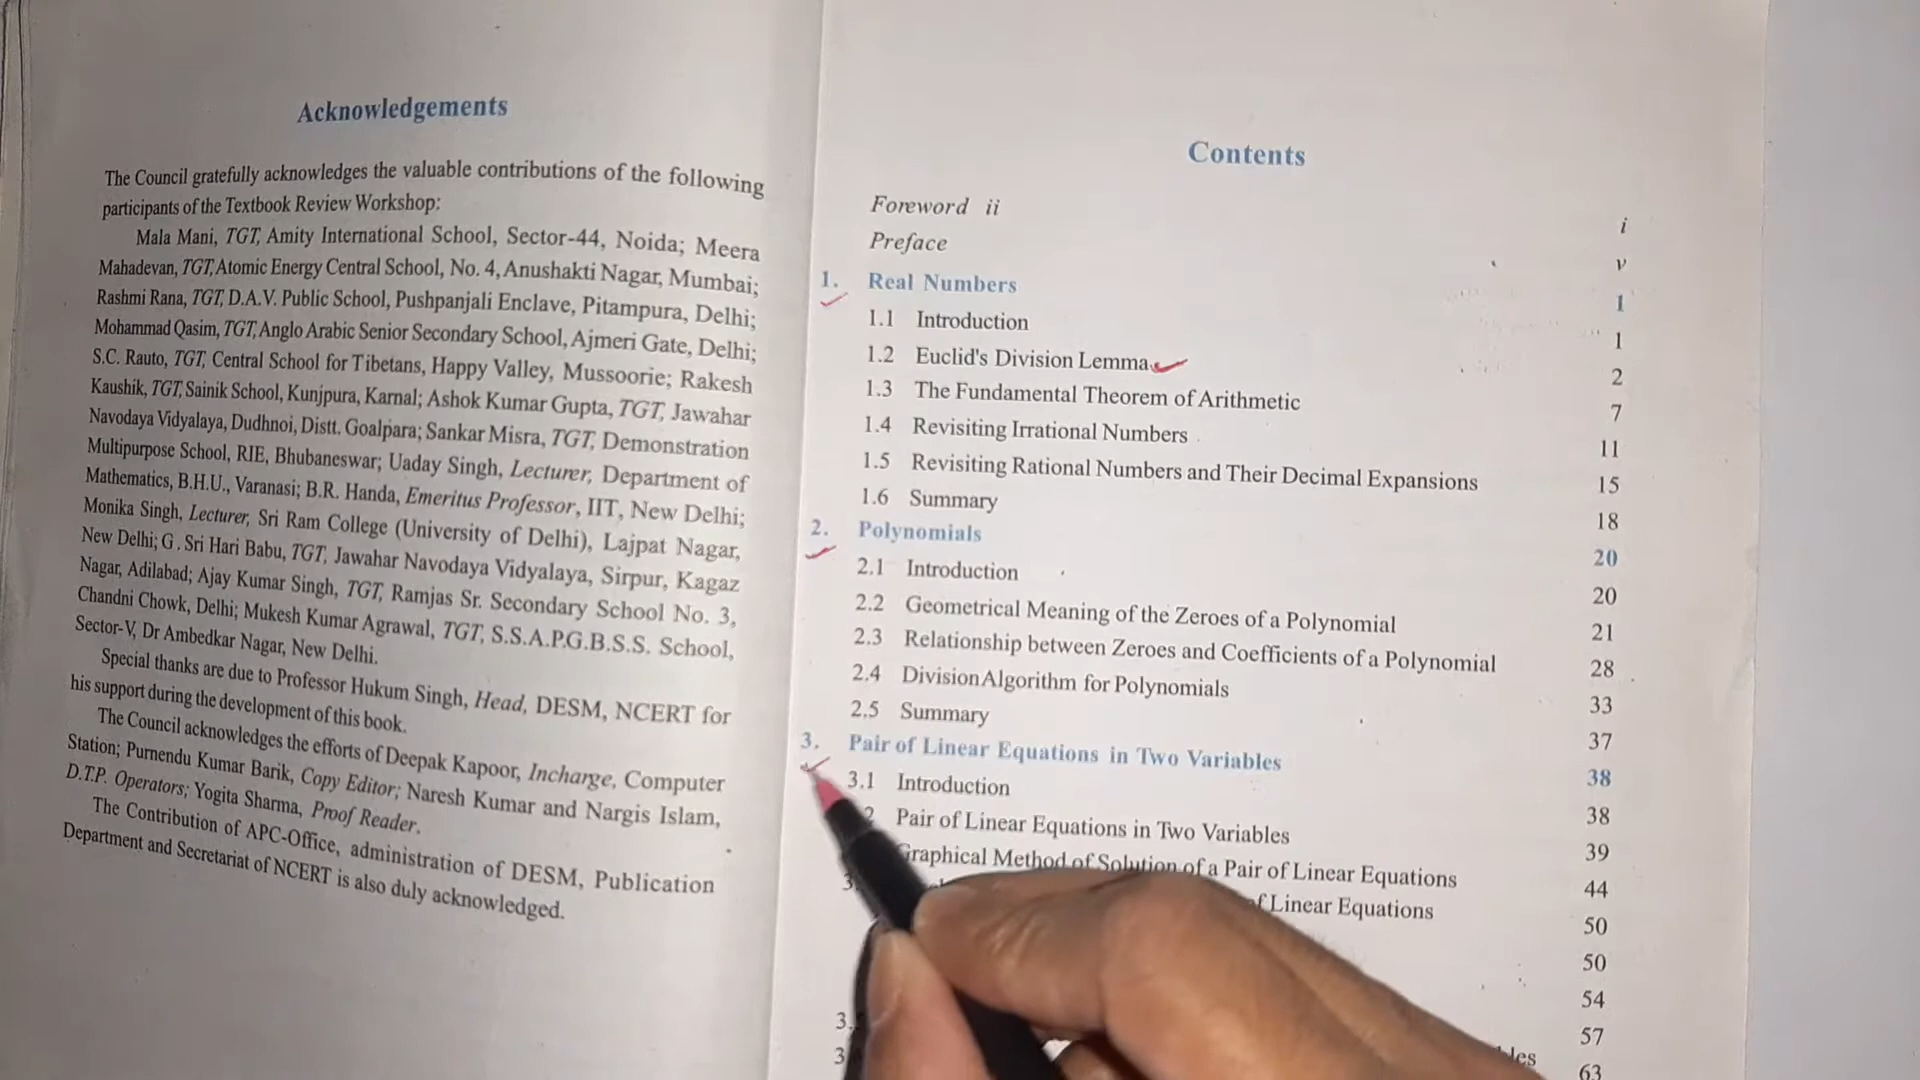 Acknowledgements
The Council gratefully acknowledges the valuable contributions of the following
participants of the Textbook Review Workshop:
Mala Mani, TGT, Amity International School, Sector-44, Noida; Meera
Mahadevan, TGT, Atomic Energy Central School, No. 4, Anushakti Nagar, Mumbai;
Rashmi Rana, TGT, D.A.V. Public School, Pushpanjali Enclave, Pitampura, Delhi;
Mohammad Qasim, TGT, Anglo Arabic Senior Secondary School, Ajmeri Gate, Delhi;
S.C. Rauto, TGT, Central School for Tibetans, Happy Valley, Mussoorie; Rakesh
Kaushik, TGT, Sainik School, Kunjpura, Karnal; Ashok Kumar Gupta, TGT, Jawahar
Navodaya Vidyalaya, Dudhnoi, Distt. Goalpara; Sankar Misra, TGT, Demonstration
Multipurpose School, RIE, Bhubaneswar; Uaday Singh, Lecturer, Department of
Mathematics, B.H.U., Varanasi; B.R. Handa, Emeritus Professor, IIT, New Delhi;
Monika Singh, Lecturer, Sri Ram College (University of Delhi), Lajpat Nagar,
New Delhi; G. Sri Hari Babu, TGT, Jawahar Navodaya Vidyalaya, Sirpur, Kagaz
Nagar, Adilabad; Ajay Kumar Singh, TGT, Ramjas Sr. Secondary School No. 3,
Chandni Chowk, Delhi; Mukesh Kumar Agrawal, TGT, S.S.A.P.G.B.S.S. School,
Sector-V, Dr Ambedkar Nagar, New Delhi.
Special thanks are due to Professor Hukum Singh, Head, DESM, NCERT for
his support during the development of this book.
The Council acknowledges the efforts of Deepak Kapoor, Incharge, Computer
Station; Purnendu Kumar Barik, Copy Editor; Naresh Kumar and Nargis Islam,
D.T.P. Operators; Yogita Sharma, Proof Reader.
The Contribution of APC-Office, administration of DESM, Publication
Department and Secretariat of NCERT is also duly acknowledged.
Contents
Foreword ii i
Preface v
1. Real Numbers 1
1.1 Introduction 1
1.2 Euclid's Division Lemma 2
1.3 The Fundamental Theorem of Arithmetic 7
1.4 Revisiting Irrational Numbers 11
1.5 Revisiting Rational Numbers and Their Decimal Expansions 15
1.6 Summary 18
2. Polynomials 20
2.1 Introduction 20
2.2 Geometrical Meaning of the Zeroes of a Polynomial 21
2.3 Relationship between Zeroes and Coefficients of a Polynomial 28
2.4 Division Algorithm for Polynomials 33
2.5 Summary 37
3. Pair of Linear Equations in Two Variables 38
3.1 Introduction 38
Pair of Linear Equations in Two Variables 39
Graphical Method of Solution of a Pair of Linear Equations 44
of Linear Equations 50
50
54
57
63